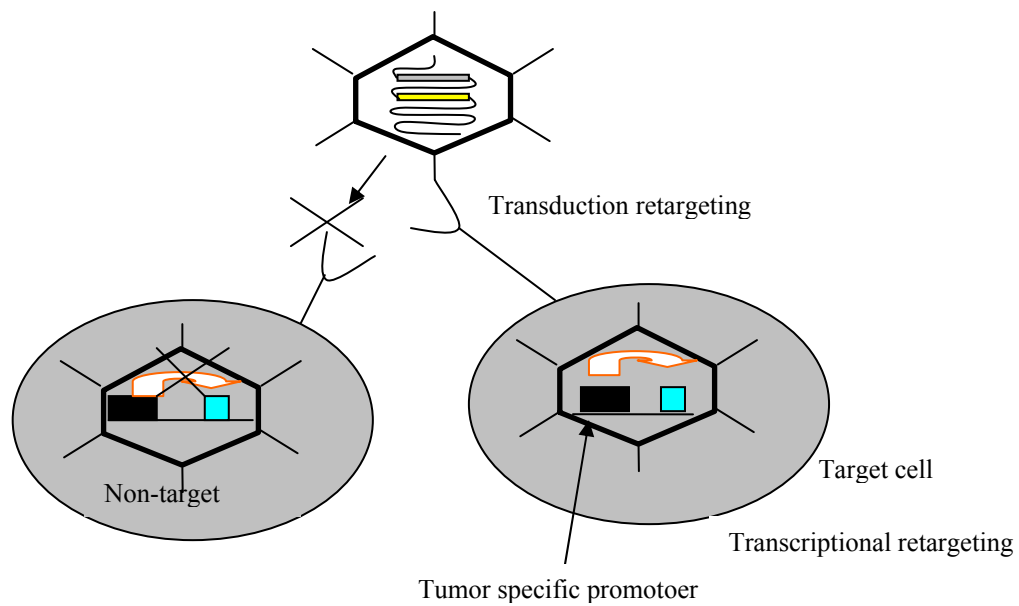 Transduction retargeting
Non-target
Target cell
Transcriptional retargeting
Tumor specific promotoer